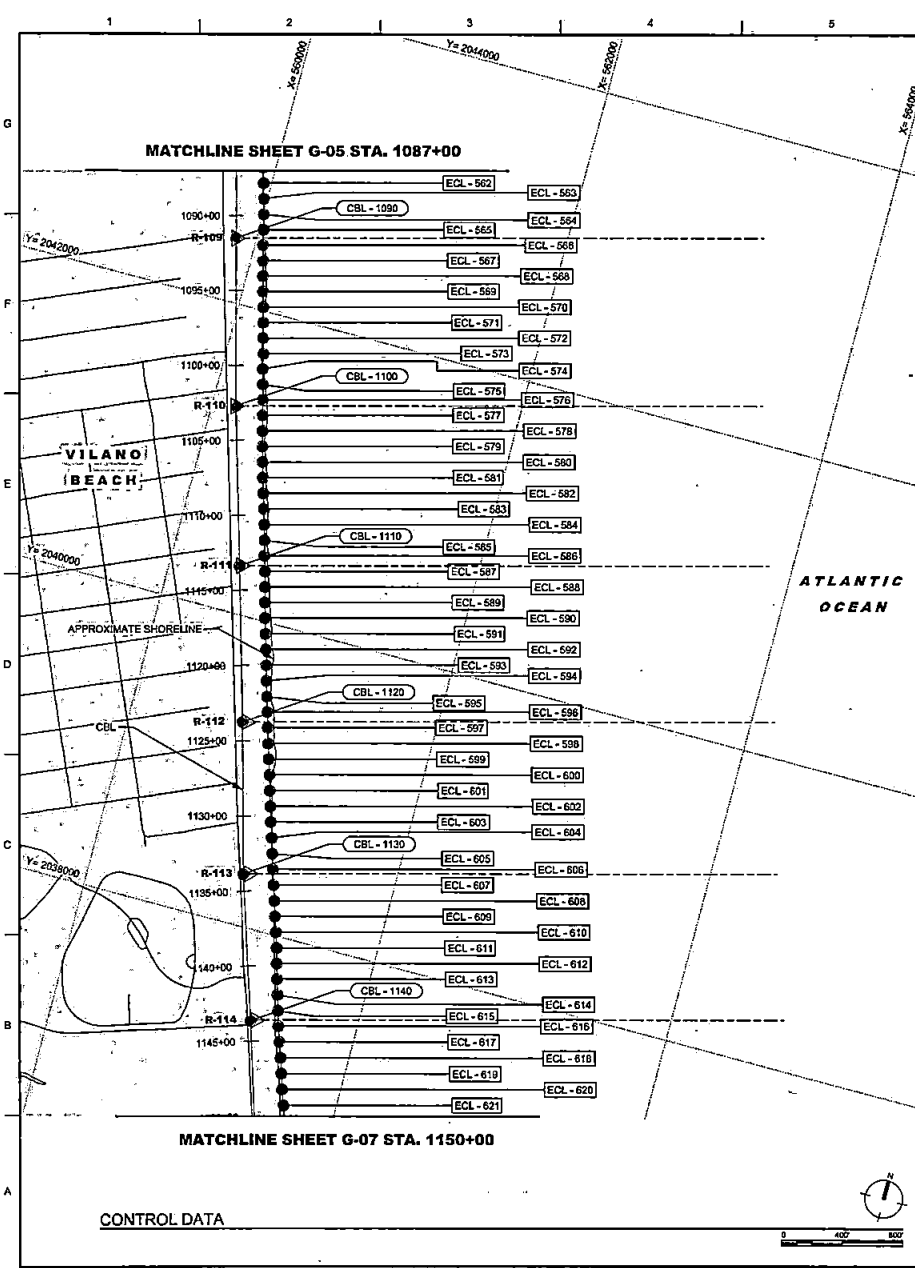 1 2 3 4 5
X= 560000
Y= 2044000
X= 562000
X= 564000
G
MATCHLINE SHEET G-05 STA. 1087+00
ECL - 562
ECL - 563
CBL - 1090
1090+00
ECL - 564
ECL - 565
R-109
ECL - 566
Y= 2042000
ECL - 567
ECL - 568
1095+00
ECL - 569
F
ECL - 570
ECL - 571
ECL - 572
ECL - 573
1100+00
ECL - 574
CBL - 1100
ECL - 575
ECL - 576
R-110
ECL - 577
ECL - 578
1105+00
ECL - 579
VILANO
BEACH
ECL - 580
ECL - 581
E
ECL - 582
ECL - 583
1110+00
ECL - 584
CBL - 1110
ECL - 585
Y= 2040000
ECL - 586
R-111
ECL - 587
ATLANTIC
OCEAN
1115+00
ECL - 588
ECL - 589
ECL - 590
APPROXIMATE SHORELINE
ECL - 591
ECL - 592
D
1120+00
ECL - 593
ECL - 594
CBL - 1120
ECL - 595
ECL - 596
R-112
CBL
ECL - 597
1125+00
ECL - 598
ECL - 599
ECL - 600
ECL - 601
ECL - 602
1130+00
ECL - 603
ECL - 604
C
CBL - 1130
ECL - 605
Y= 2038000
ECL - 606
R-113
ECL - 607
1135+00
ECL - 608
ECL - 609
ECL - 610
ECL - 611
1140+00
ECL - 612
ECL - 613
CBL - 1140
ECL - 614
ECL - 615
R-114
ECL - 616
B
1145+00
ECL - 617
ECL - 618
ECL - 619
ECL - 620
ECL - 621
MATCHLINE SHEET G-07 STA. 1150+00
A
N
CONTROL DATA
0 400' 800'